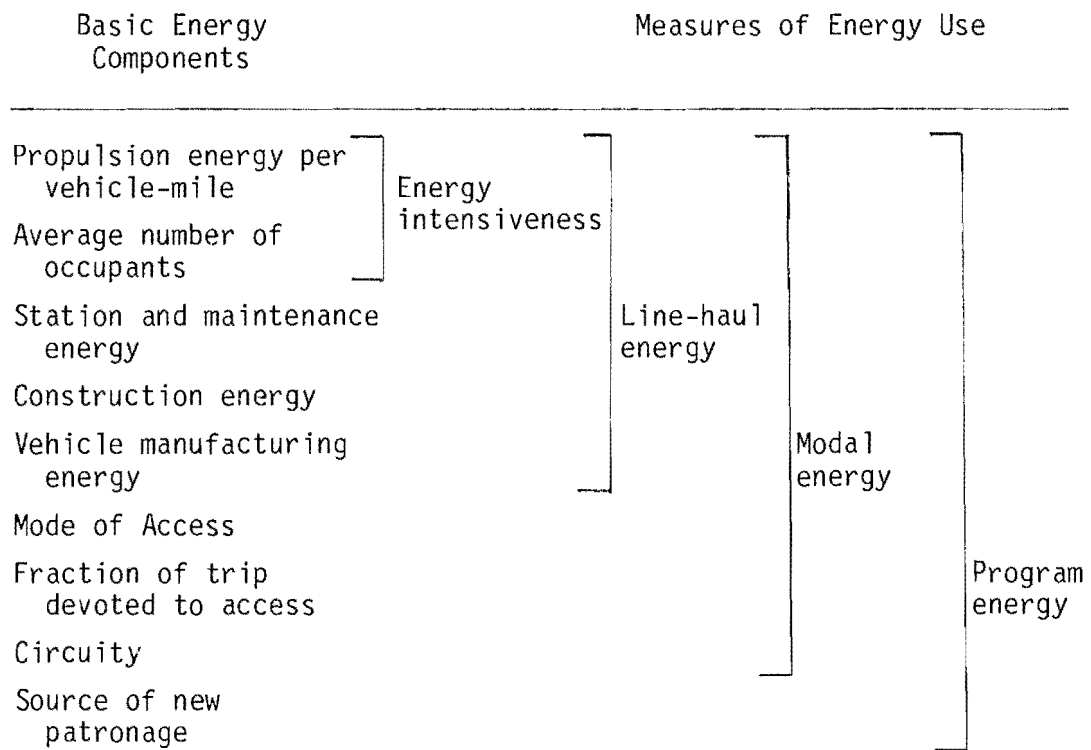 Basic Energy
Components
Measures of Energy Use
Propulsion energy per
vehicle-mile
Average number of
occupants
Energy
intensiveness
Station and maintenance
energy
Line-haul
energy
Construction energy
Vehicle manufacturing
energy
Modal
energy
Mode of Access
Fraction of trip
devoted to access
Program
energy
Circuity
Source of new
patronage